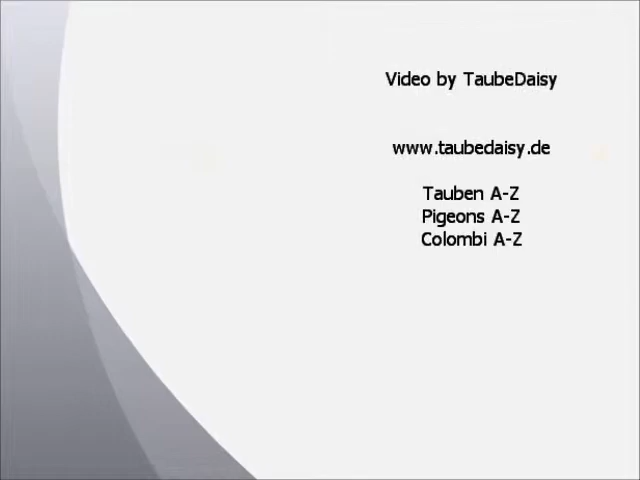 Video by TaubeDaisy
www.taubedaisy.de
Tauben A-Z
Pigeons A-Z
Colombi A-Z